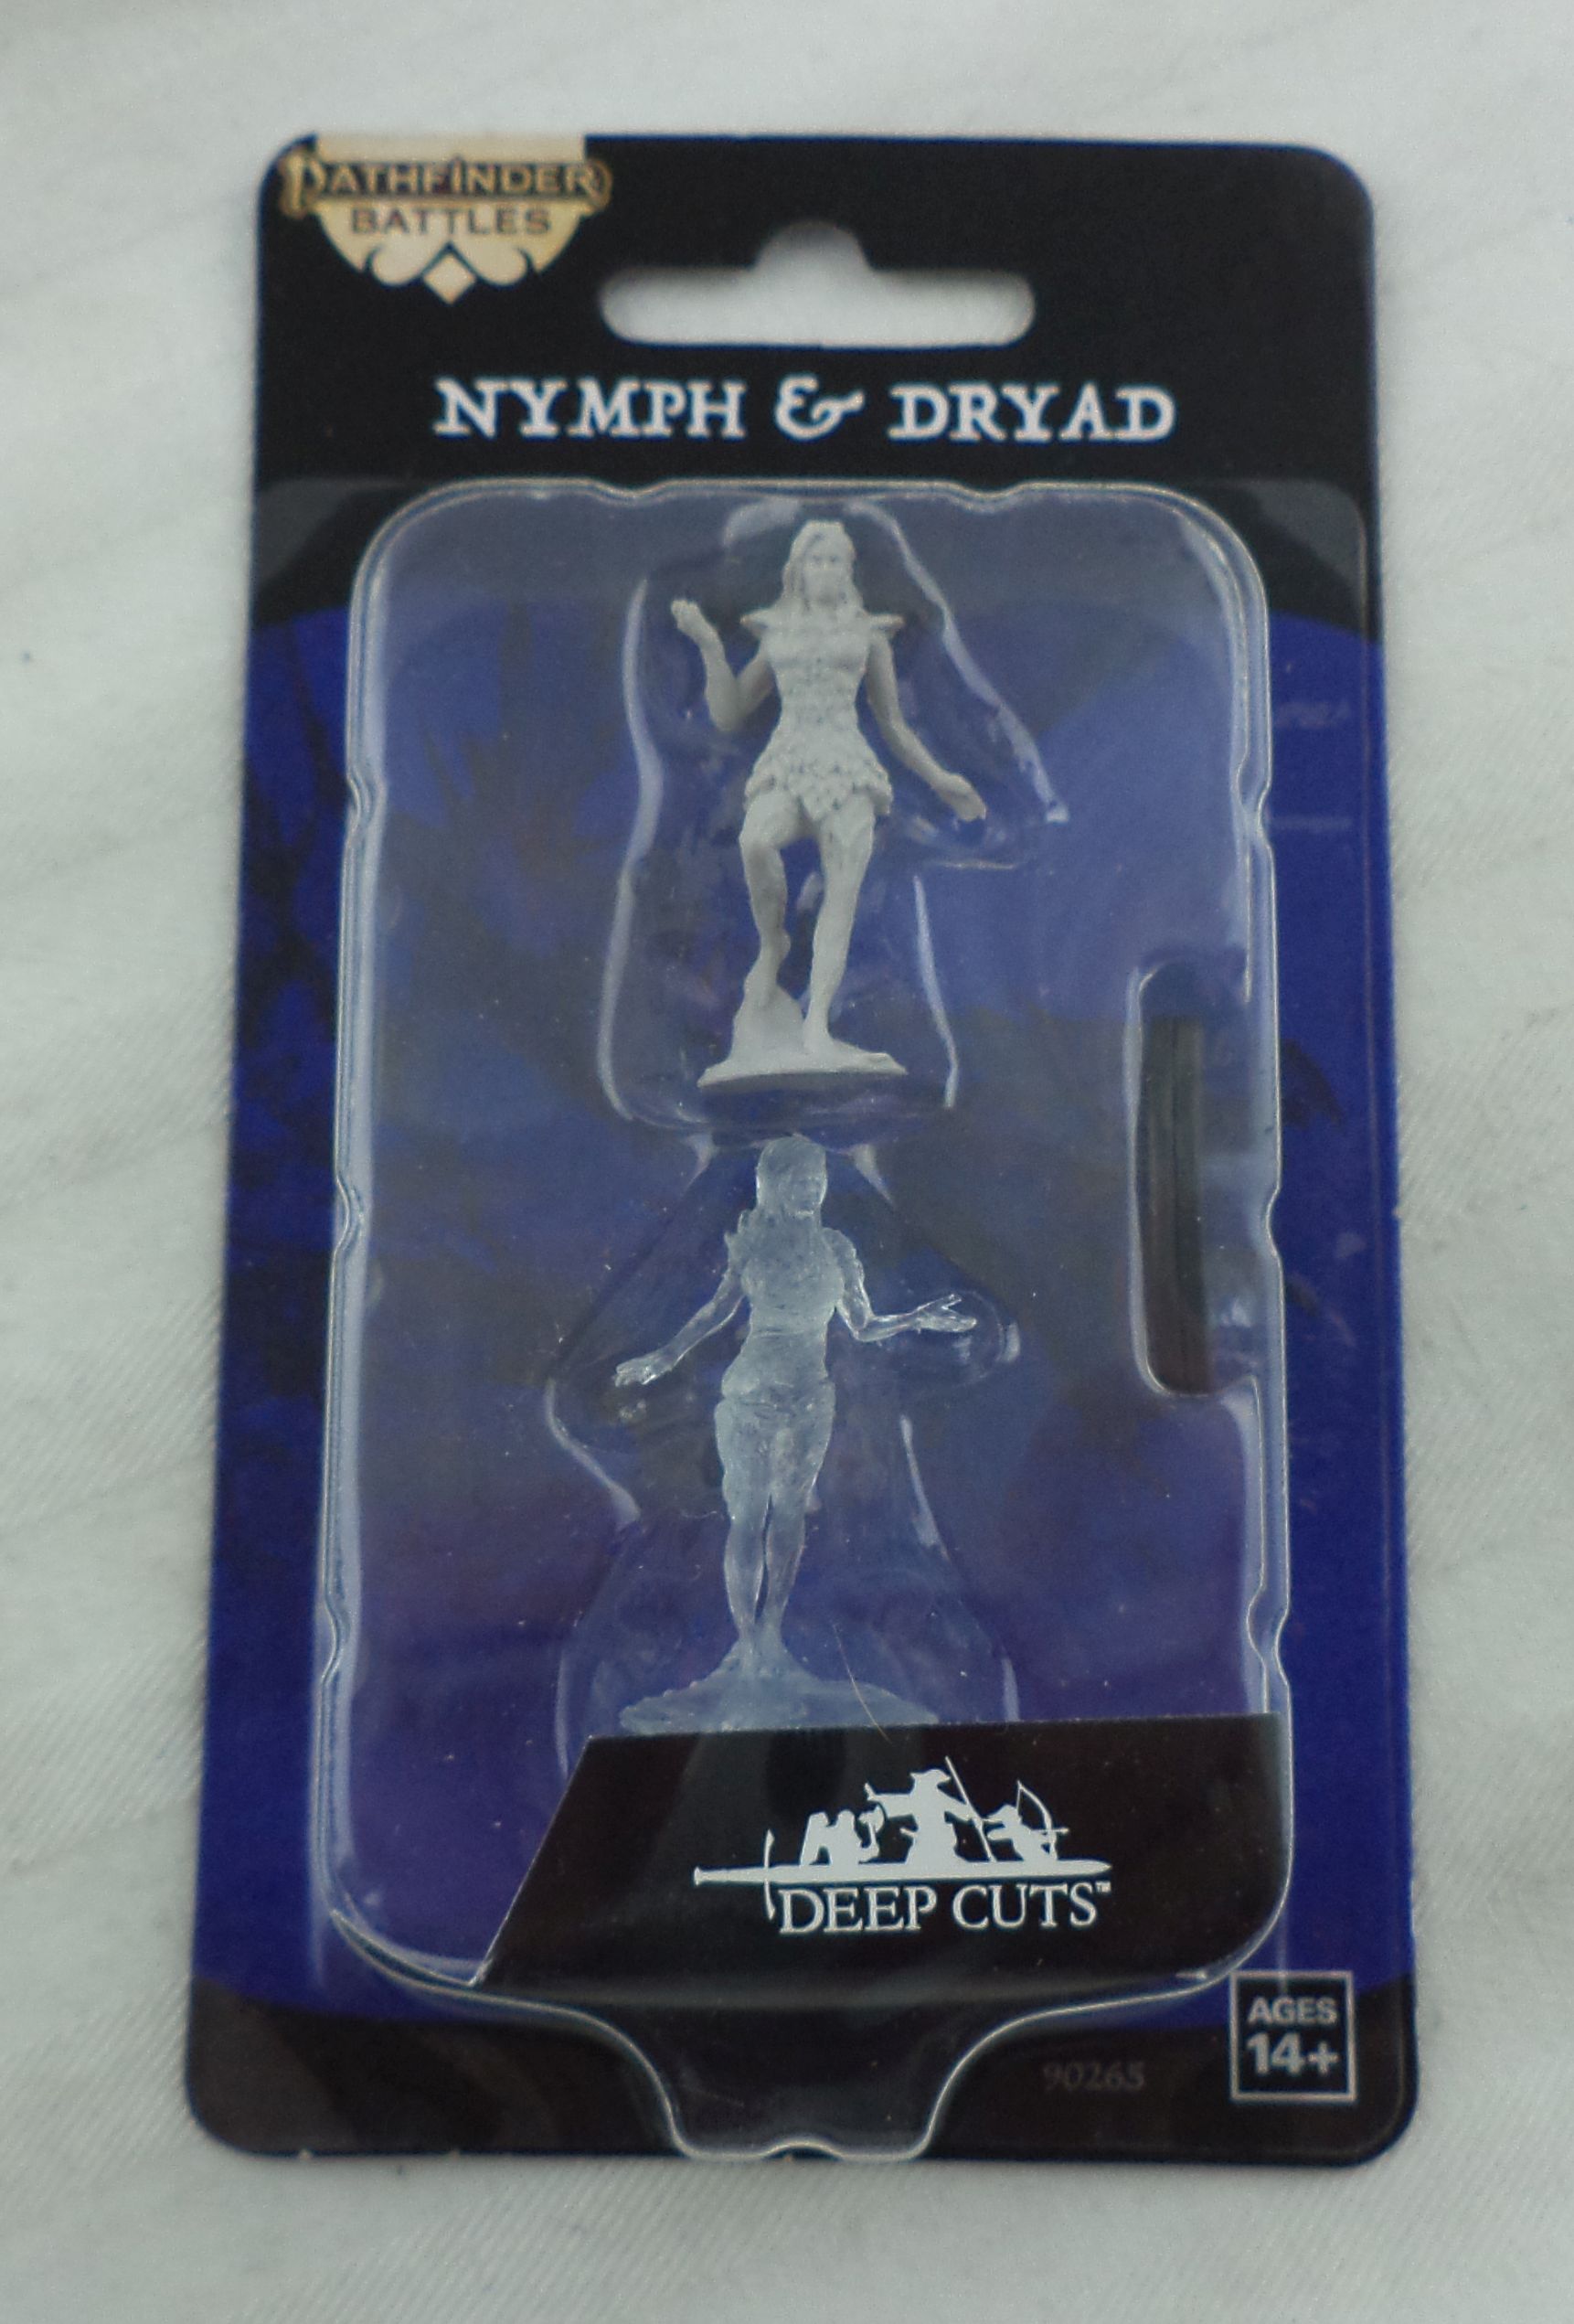 PATHFINDER
BATTLES
NYMPH & DRYAD
DEEP CUTS™
90265
AGES
14+